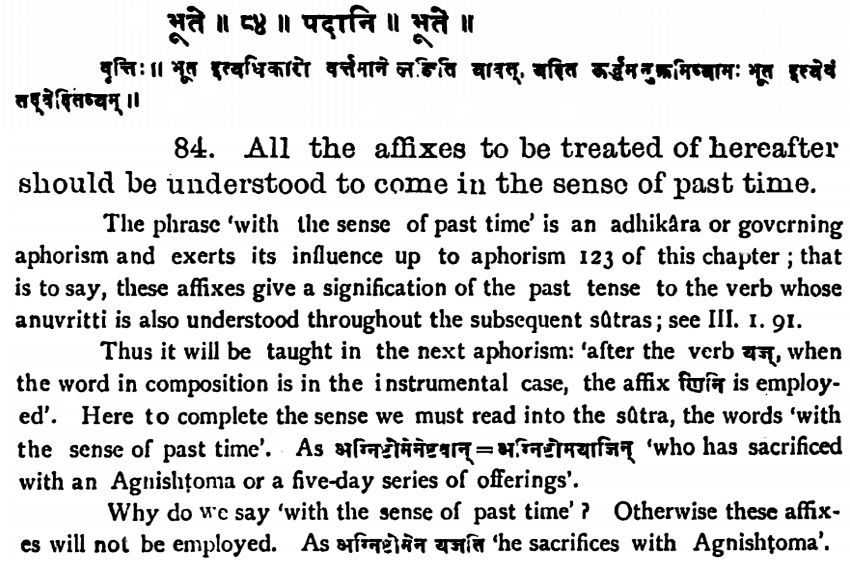 भूते ॥ ८४ ॥ पदानि ॥ भूते ॥
वृत्तिः ॥ भूत इत्यधिकारो वर्त्तमाने लडिति यावत्, यदित ऊर्द्ध्वमनुक्रमिष्यामः भूत इत्येवं
तद्वेदितव्यम् ॥
84. All the affixes to be treated of hereafter
should be understood to come in the sense of past time.
The phrase ‘with the sense of past time’ is an adhikâra or governing
aphorism and exerts its influence up to aphorism 123 of this chapter ; that
is to say, these affixes give a signification of the past tense to the verb whose
anuvritti is also understood throughout the subsequent sûtras ; see III. 1. 91.
Thus it will be taught in the next aphorism: ‘after the verb यज्, when
the word in composition is in the instrumental case, the affix णिनि is employ-
ed’. Here to complete the sense we must read into the sûtra, the words ‘with
the sense of past time’. As अग्निष्टोमेनेष्टवान् = अग्निष्टोमयाजिन् ‘who has sacrificed
with an Agnishṭoma or a five-day series of offerings’.
Why do we say ‘with the sense of past time’ ? Otherwise these affix-
es will not be employed. As अग्निष्टोमेन यजति ‘he sacrifices with Agnishṭoma’.